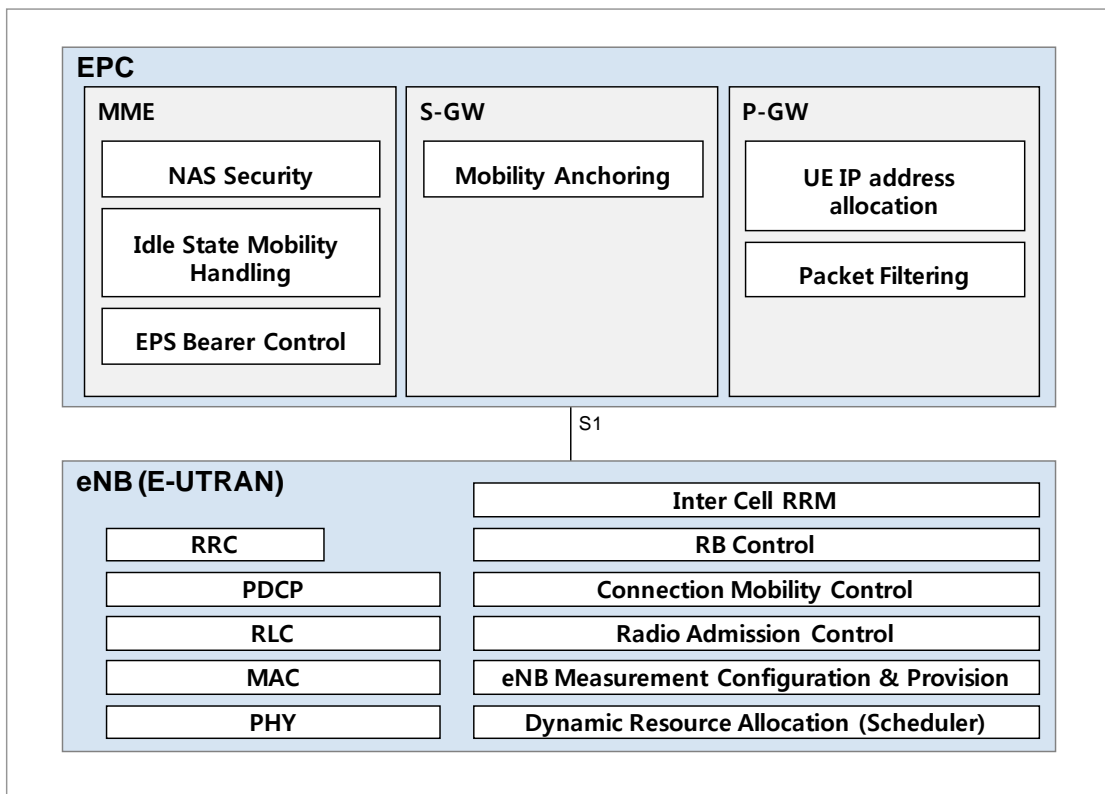 EPC
MME
NAS Security
Idle State Mobility
Handling
EPS Bearer Control
S-GW
Mobility Anchoring
P-GW
UE IP address
allocation
Packet Filtering
S1
eNB (E-UTRAN)
RRC
PDCP
RLC
MAC
PHY
Inter Cell RRM
RB Control
Connection Mobility Control
Radio Admission Control
eNB Measurement Configuration & Provision
Dynamic Resource Allocation (Scheduler)